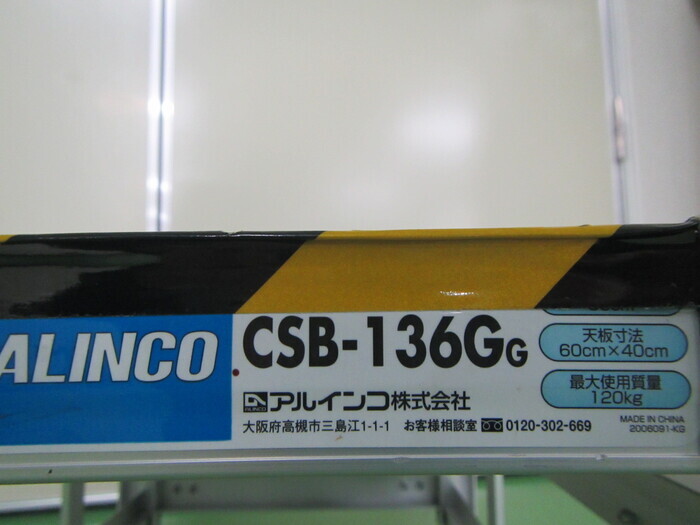 ALINCO
CSB-136GG
アルインコ株式会社
ALINCO
大阪府高槻市三島江1-1-1 お客様相談室 0120-302-669
天板寸法
60cm×40cm
最大使用質量
120kg
MADE IN CHINA
2006091-KG